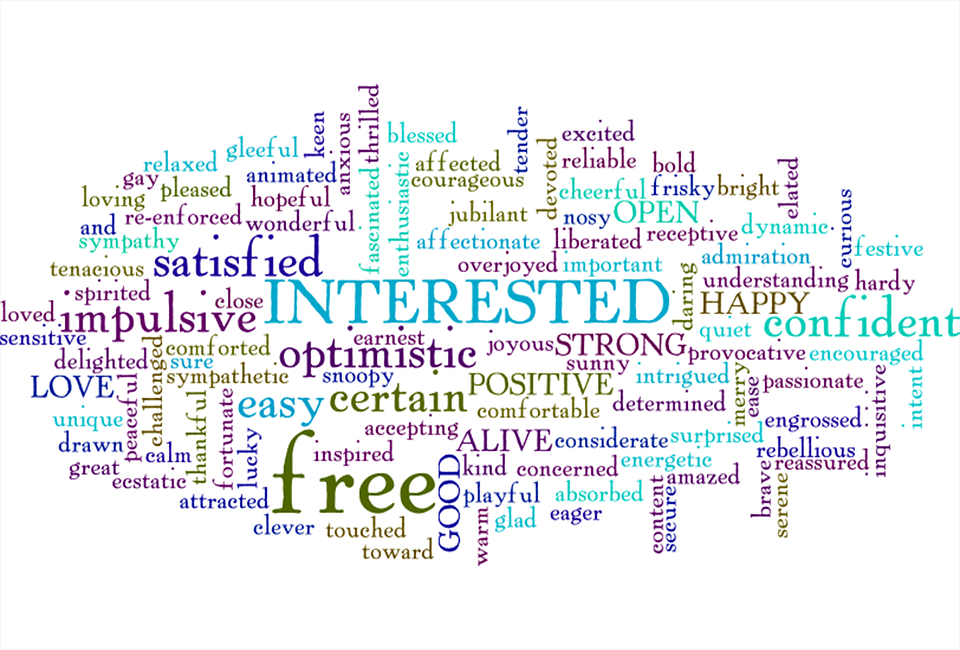 thrilled
keen
anxious
blessed
tender
excited
gleeful
relaxed
animated
affected
courageous
devoted
reliable
bold
gay
pleased
hopeful
loving
fascinated
enthusiastic
cheerful
frisky
bright
elated
re-enforced
wonderful
jubilant
nosy
OPEN
and
sympathy
affectionate
liberated
receptive
dynamic
curious
festive
tenacious
satisfied
overjoyed
important
admiration
understanding
hardy
spirited
close
INTERESTED
daring
HAPPY
loved
impulsive
quiet
confident
sensitive
earnest
joyous
STRONG
delighted
challenged
comforted
sure
optimistic
sunny
provocative
encouraged
LOVE
peaceful
sympathetic
snoopy
POSITIVE
intrigued
merry
ease
passionate
intent
unique
thankful
fortunate
easy
certain
comfortable
determined
engrossed
inquisitive
drawn
calm
lucky
accepting
ALIVE
considerate
surprised
rebellious
great
ecstatic
inspired
free
GOOD
kind
concerned
energetic
amazed
brave
reassured
attracted
playful
absorbed
content
secure
serene
clever
touched
toward
warm
glad
eager